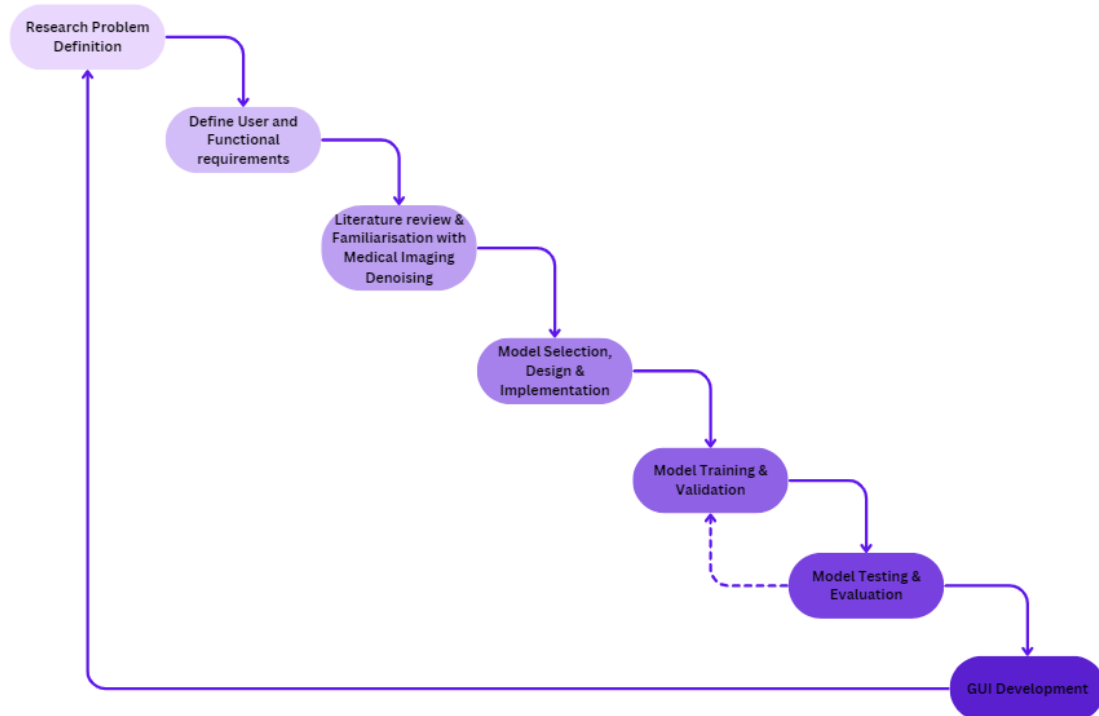 Research Problem
Definition
Define User and
Functional
requirements
Literature review &
Familiarisation with
Medical Imaging
Denoising
Model Selection,
Design &
Implementation
Model Training &
Validation
Model Testing &
Evaluation
GUI Development